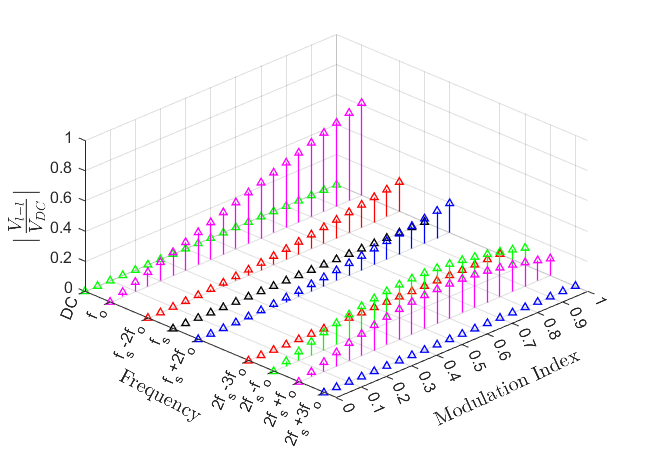 1
0.8
0.6
0.4
0.2
0
|V_{l-l}/V_{DC}|
DC
f_o
f_s-2f_o
f_s
f_s+2f_o
2f_s-3f_o
2f_s-f_o
2f_s+f_o
2f_s+3f_o
Frequency
0
0.1
0.2
0.3
0.4
0.5
0.6
0.7
0.8
0.9
1
Modulation Index